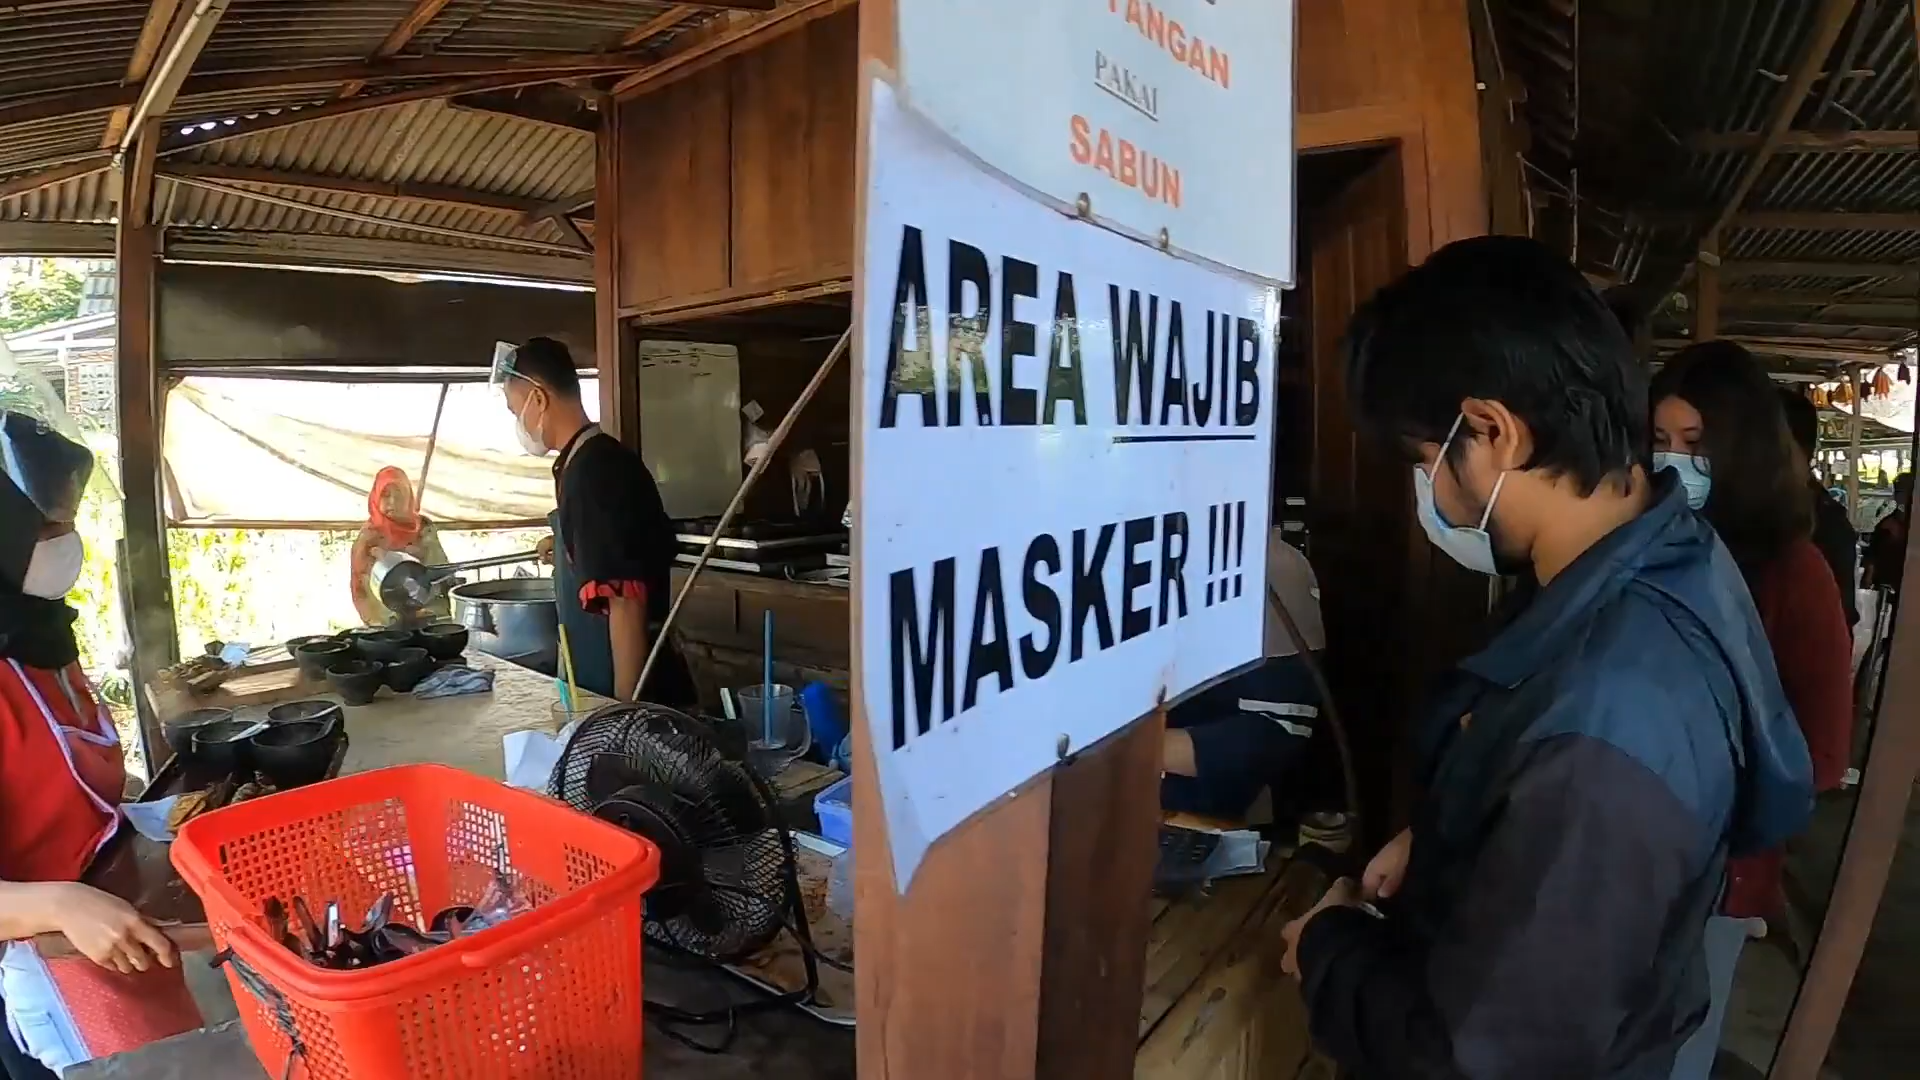 TANGAN
PAKAI
SABUN
AREA WAJIB
MASKER !!!